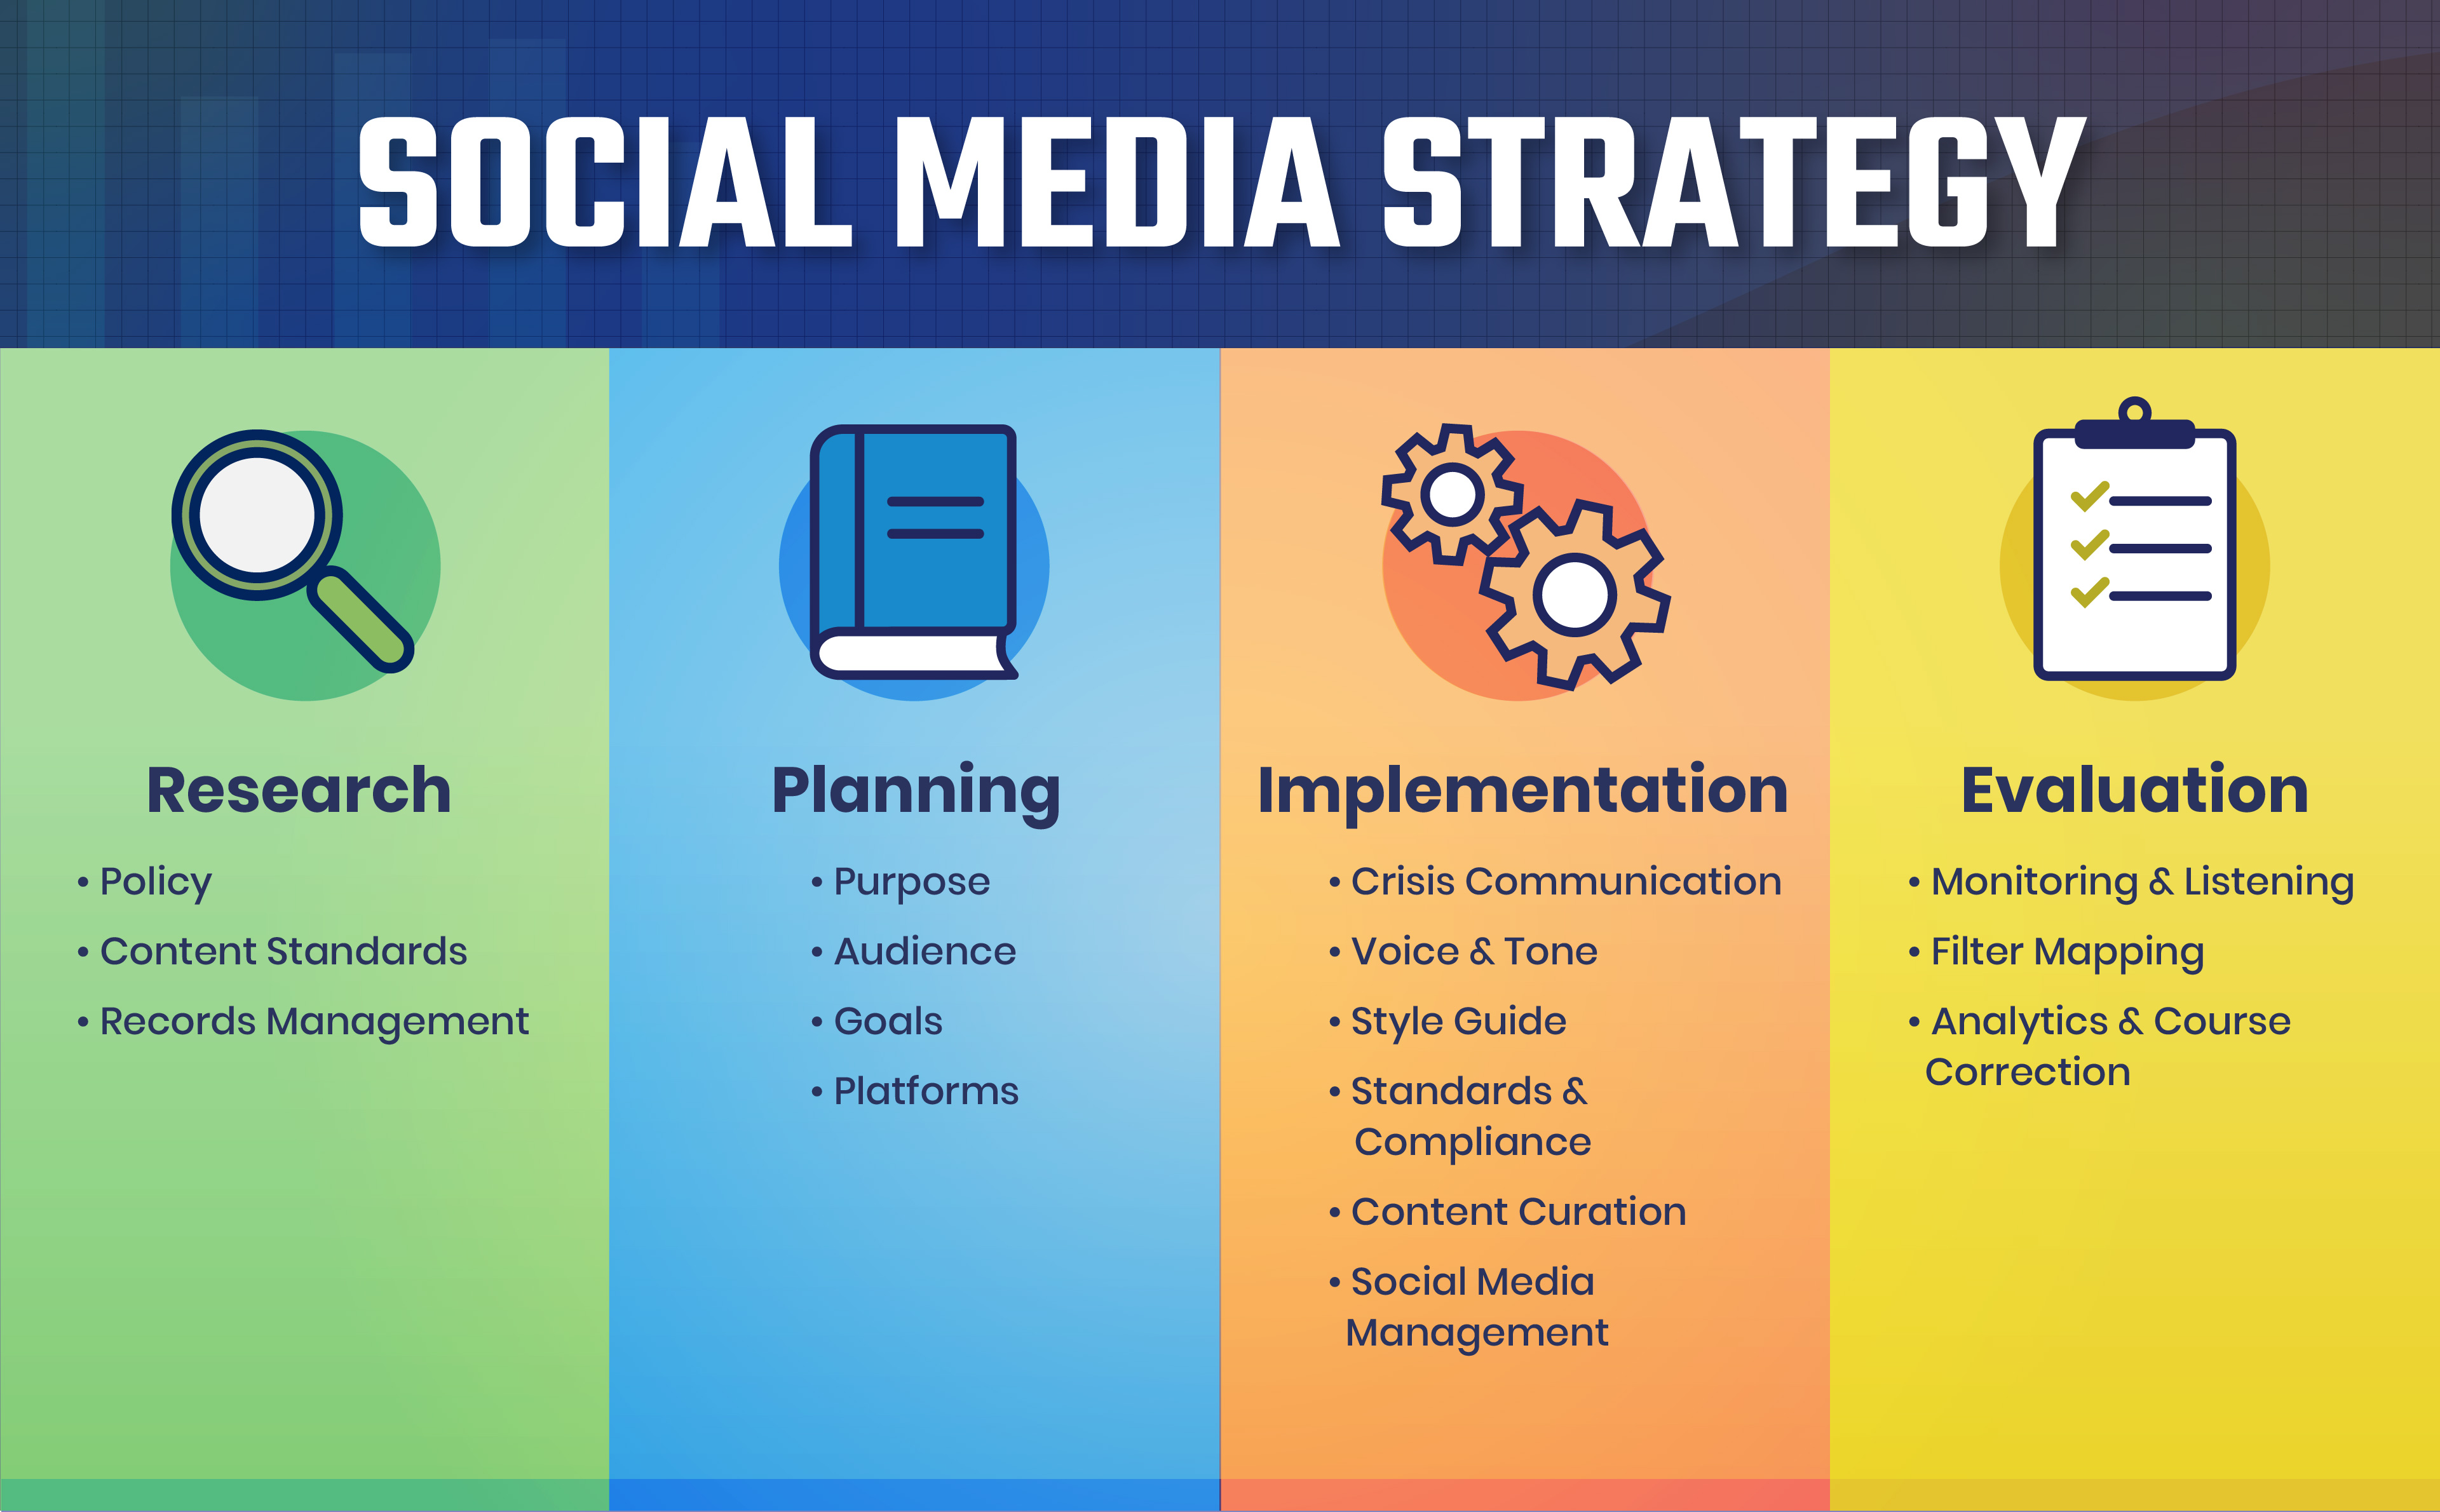 SOCIAL MEDIA STRATEGY
Research
• Policy
• Content Standards
• Records Management
Planning
• Purpose
• Audience
• Goals
• Platforms
Implementation
• Crisis Communication
• Voice & Tone
• Style Guide
• Standards &
Compliance
• Content Curation
• Social Media
Management
Evaluation
• Monitoring & Listening
• Filter Mapping
• Analytics & Course
Correction